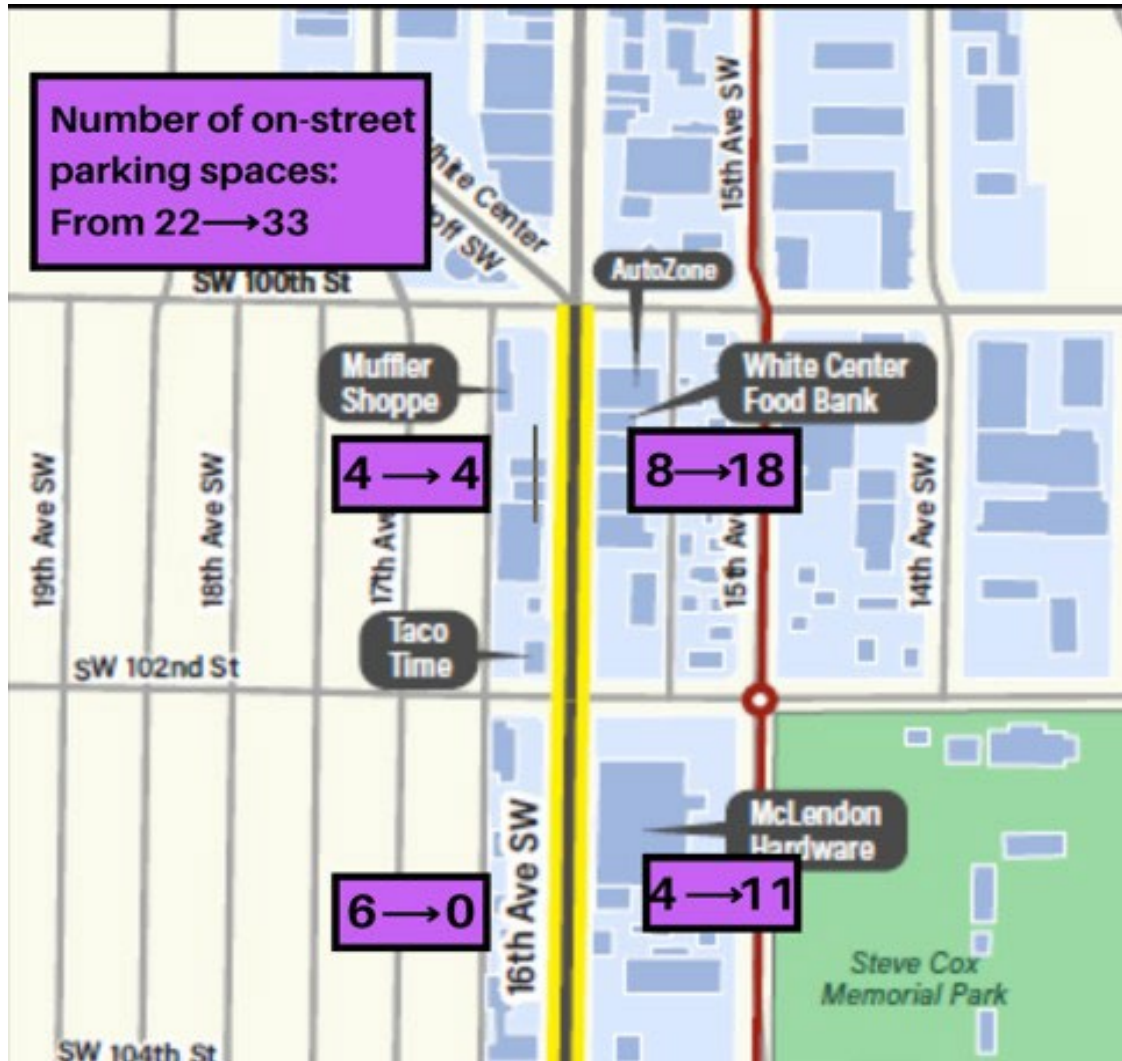 Number of on-street
parking spaces:
From 22→33
White Center
SW
SW 100th St
15th Ave SW
AutoZone
Muffler
Shoppe
White Center
Food Bank
4 → 4
8→18
19th Ave SW
18th Ave SW
17th
15th
14th Ave SW
Taco
Time
SW 102nd St
McLendon
Hardware
6 → 0
4 → 11
16th Ave SW
Steve Cox
Memorial Park
SW 104th St